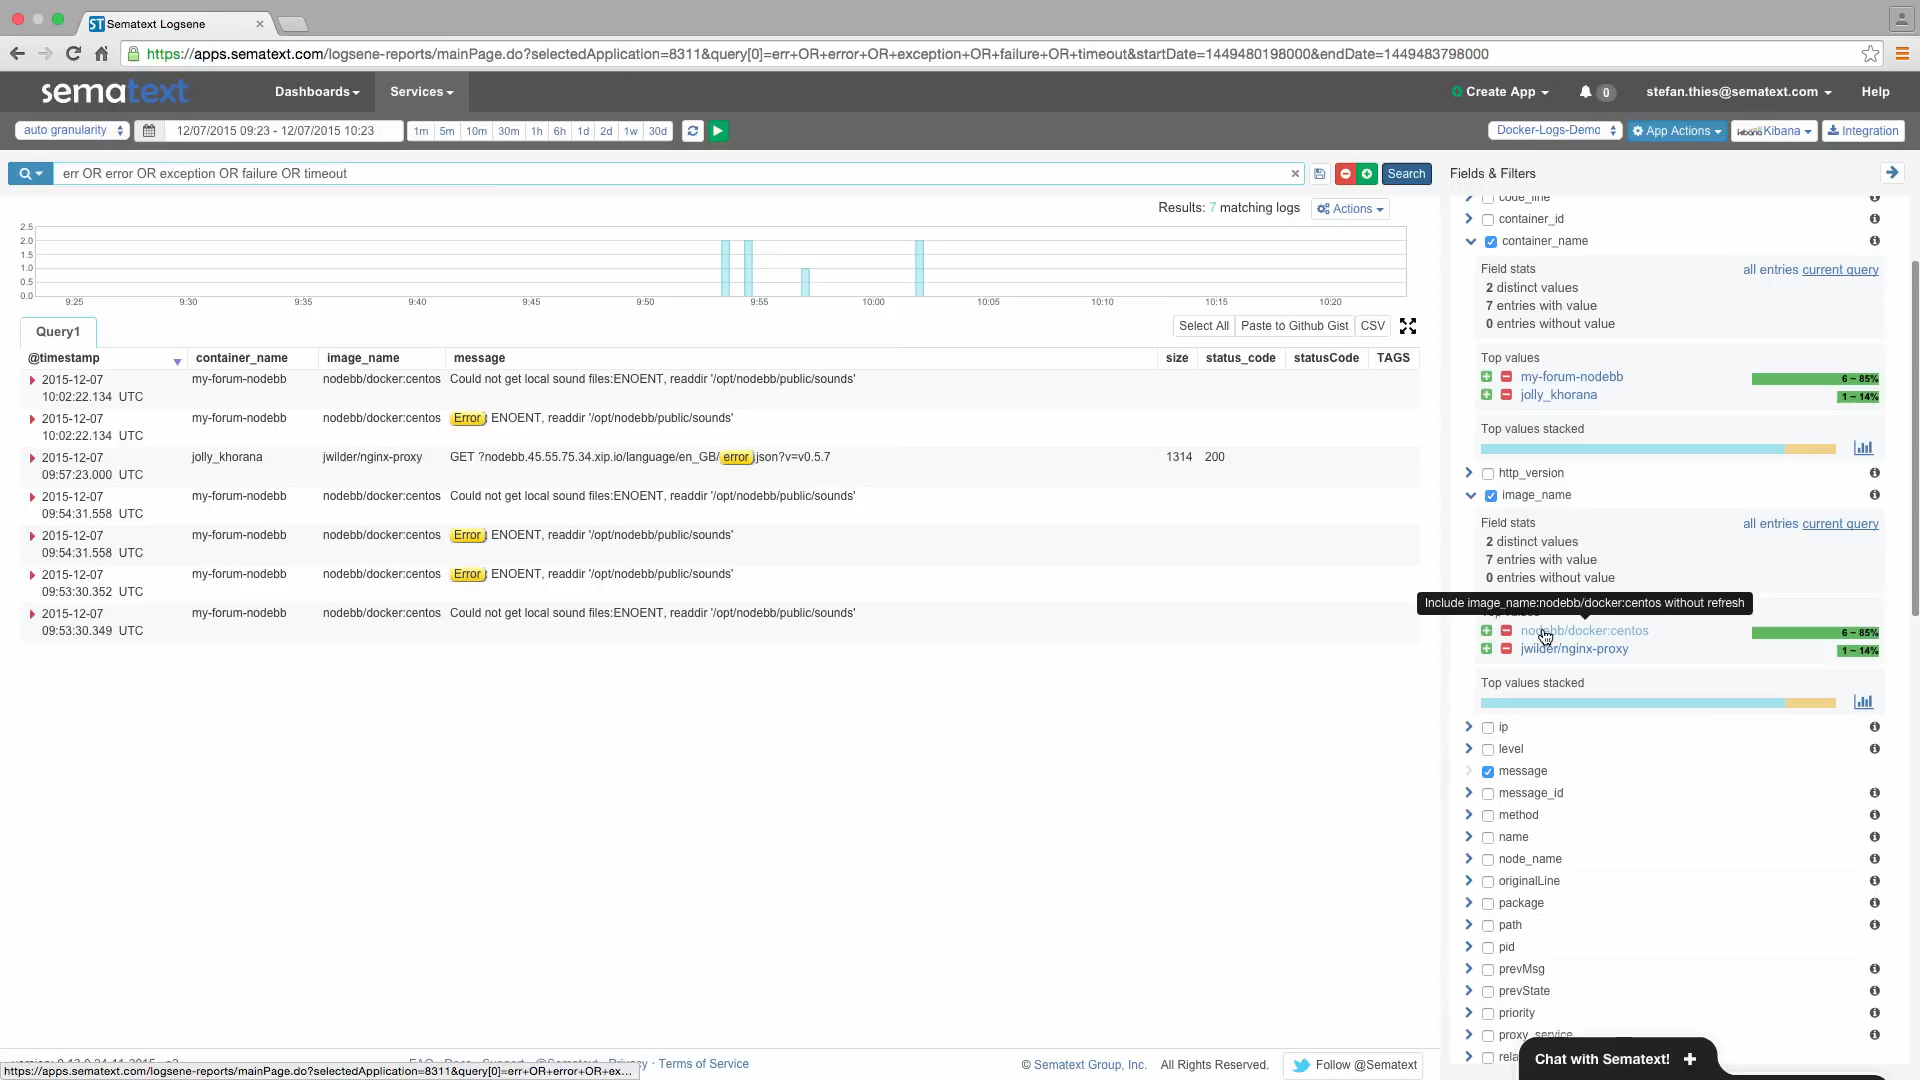 Sematext Logsene
https://apps.sematext.com/logsene-reports/mainPage.do?selectedApplication=8311&query[0]=err+OR+error+OR+exception+OR+failure+OR+timeout&startDate=1449480198000&endDate=1449483798000
sematext Dashboards Services Create App 0 stefan.thies@sematext.com Help
auto granularity 12/07/2015 09:23 - 12/07/2015 10:23 1m 5m 10m 30m 1h 6h 1d 2d 1w 30d Docker-Logs-Demo App Actions Kibana Integration
err OR error OR exception OR failure OR timeout Search
Results: 7 matching logs Actions
2.5
2.0
1.5
1.0
0.5
0.0
9:25 9:30 9:35 9:40 9:45 9:50 9:55 10:00 10:05 10:10 10:15 10:20
Query1 Select All Paste to Github Gist CSV
@timestamp container_name image_name message size status_code statusCode TAGS
2015-12-07 my-forum-nodebb nodebb/docker:centos Could not get local sound files:ENOENT, readdir '/opt/nodebb/public/sounds'
10:02:22.134 UTC
2015-12-07 my-forum-nodebb nodebb/docker:centos Error: ENOENT, readdir '/opt/nodebb/public/sounds'
10:02:22.134 UTC
2015-12-07 jolly_khorana jwilder/nginx-proxy GET ?nodebb.45.55.75.34.xip.io/language/en_GB/error.json?v=v0.5.7 1314 200
09:57:23.000 UTC
2015-12-07 my-forum-nodebb nodebb/docker:centos Could not get local sound files:ENOENT, readdir '/opt/nodebb/public/sounds'
09:54:31.558 UTC
2015-12-07 my-forum-nodebb nodebb/docker:centos Error: ENOENT, readdir '/opt/nodebb/public/sounds'
09:54:31.558 UTC
2015-12-07 my-forum-nodebb nodebb/docker:centos Error: ENOENT, readdir '/opt/nodebb/public/sounds'
09:53:30.352 UTC
2015-12-07 my-forum-nodebb nodebb/docker:centos Could not get local sound files:ENOENT, readdir '/opt/nodebb/public/sounds'
09:53:30.349 UTC
Fields & Filters
code_line
container_id
container_name
Field stats all entries current query
2 distinct values
7 entries with value
0 entries without value
Top values
my-forum-nodebb 6 ~ 85%
jolly_khorana 1 ~ 14%
Top values stacked
http_version
image_name
Field stats all entries current query
2 distinct values
7 entries with value
0 entries without value
Include image_name:nodebb/docker:centos without refresh
nodebb/docker:centos 6 ~ 85%
jwilder/nginx-proxy 1 ~ 14%
Top values stacked
ip
level
message
message_id
method
name
node_name
originalLine
package
path
pid
prevMsg
prevState
priority
proxy_service
Chat with Sematext!
Terms of Service © Sematext Group, Inc. All Rights Reserved. Follow @Sematext
https://apps.sematext.com/logsene-reports/mainPage.do?selectedApplication=8311&query[0]=err+OR+error+OR+ex...